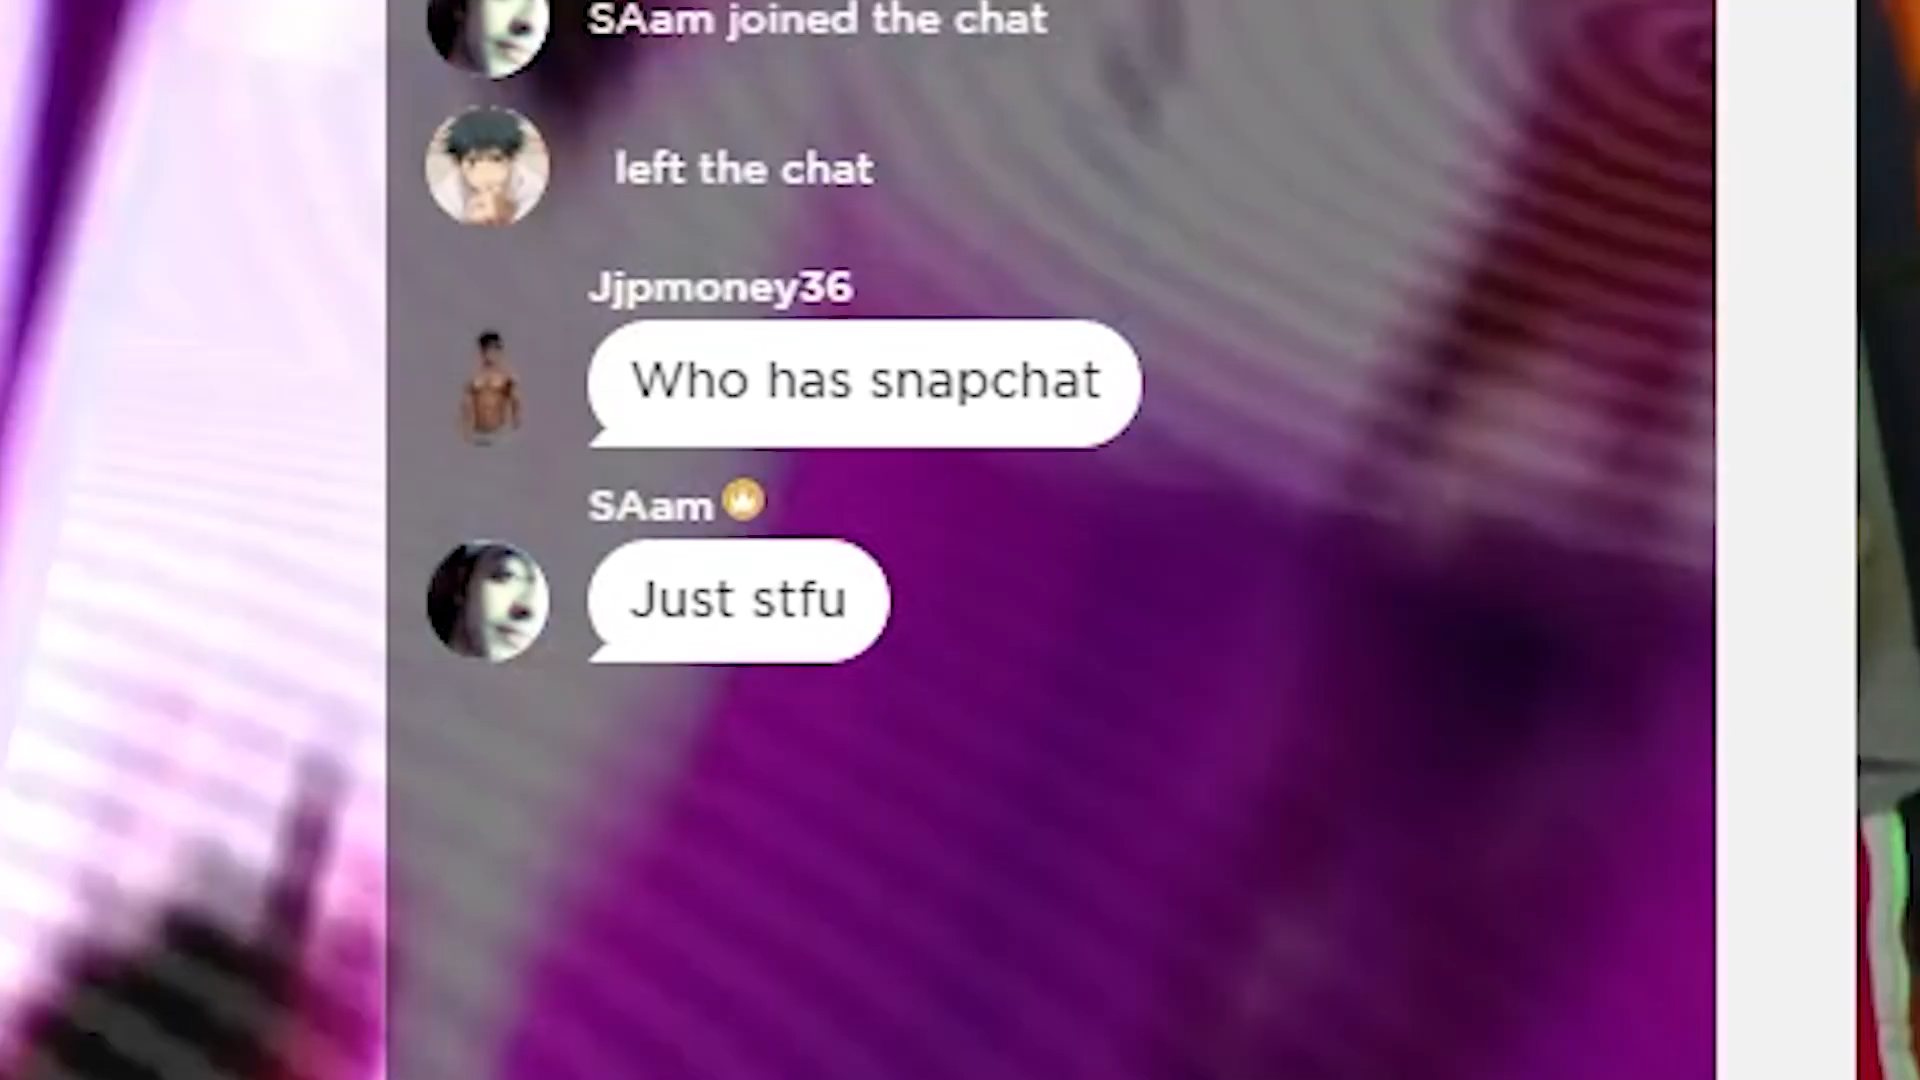 SAam joined the chat
left the chat
Jjpmoney36
Who has snapchat
SAam
Just stfu